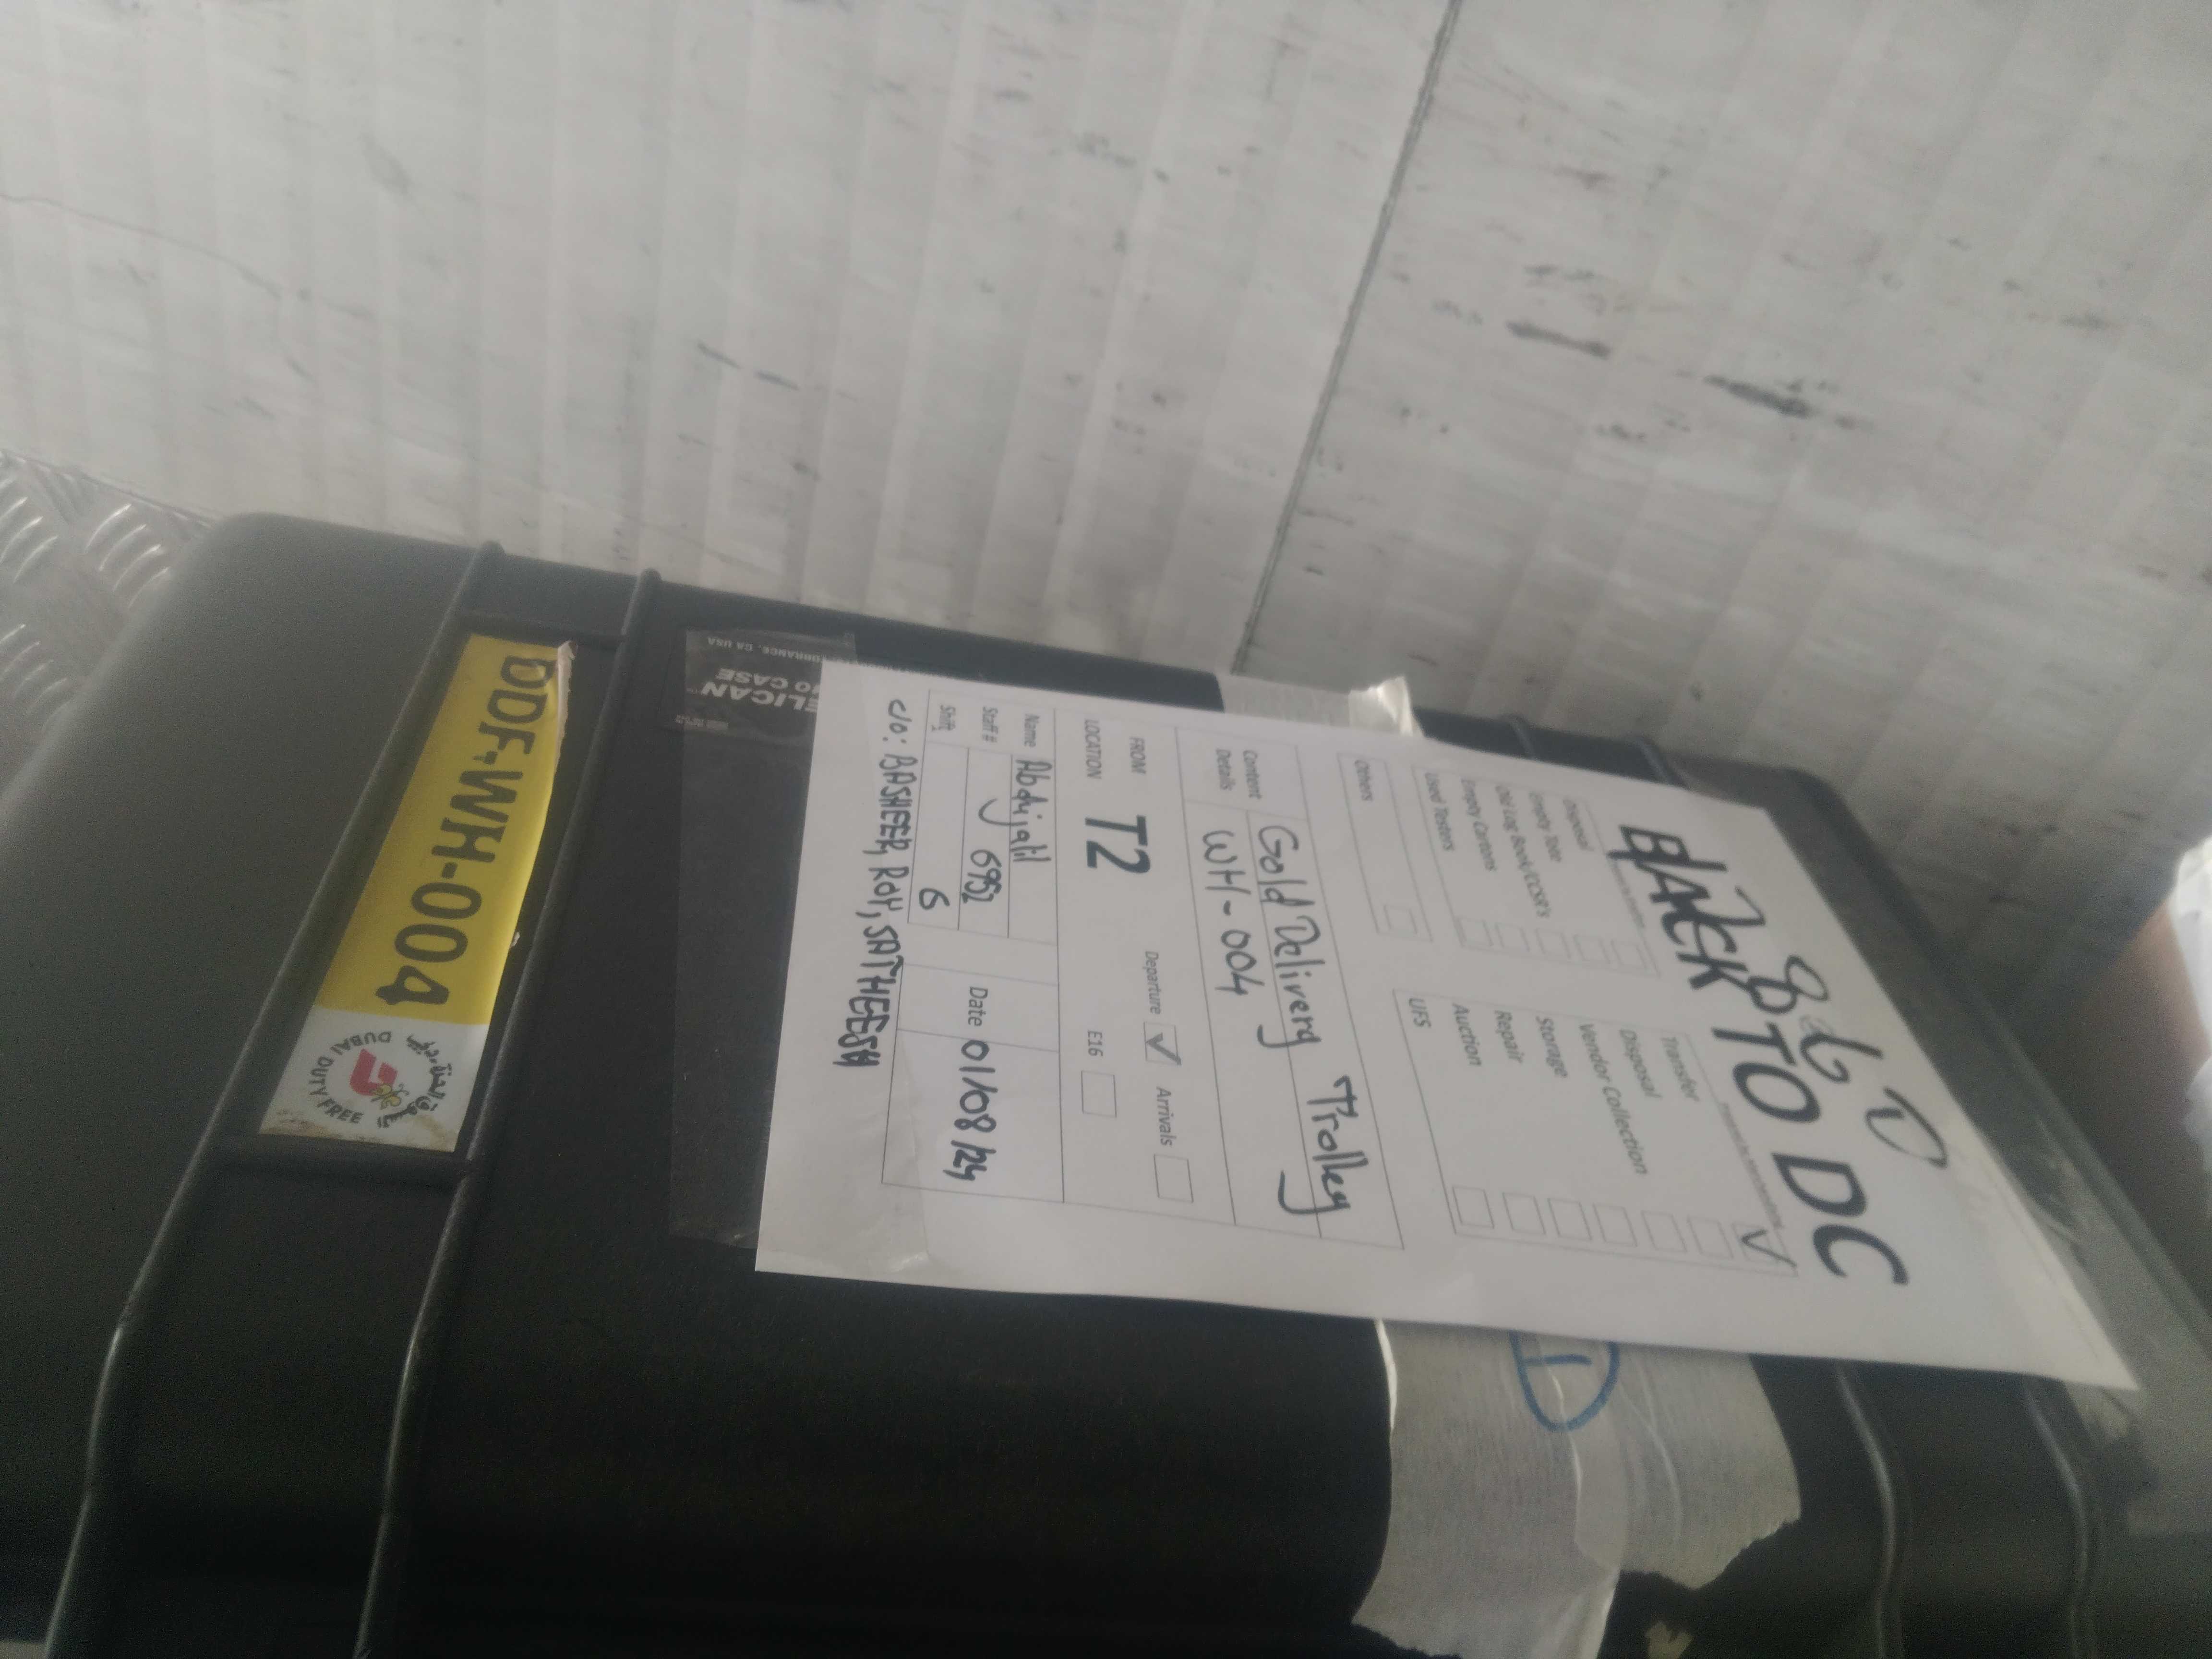 BACK TO DC
Disposal
Empty Tote
Old Log Book/CCSR's
Empty Cartons
Used Testers
Others
Transfer
Disposal
Vendor Collection
Storage
Repair
Auction
UFS
Content Details
Gold Delivery Trolley
WH-004
FROM LOCATION
T2
Departure
Arrivals
E16
Name Abdujalil
Staff # 6952
Shift 6
Date 01/08/24
c/o: BASHEER, ROY, SATHEESH
DDF-WH-004
DUBAI DUTY FREE
ELICAN
CASE
TORRANCE, CA USA